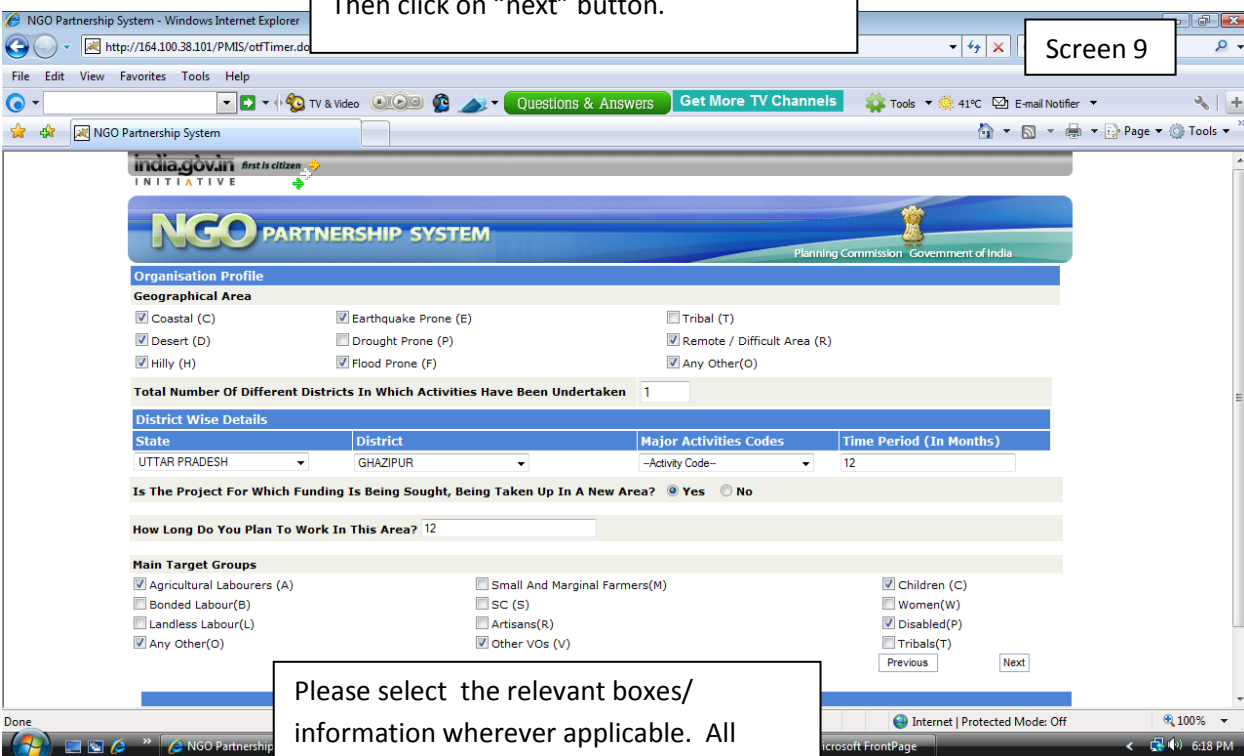 Then click on "next" button.
NGO Partnership System - Windows Internet Explorer
http://164.100.38.101/PMIS/otfTimer.do
Screen 9
File Edit View Favorites Tools Help
TV & Video Questions & Answers Get More TV Channels Tools 41°C E-mail Notifier
NGO Partnership System Page Tools
india.gov.in first is citizen
INITIATIVE
NGO PARTNERSHIP SYSTEM
Planning Commission Government of India
Organisation Profile
Geographical Area
Coastal (C) Earthquake Prone (E) Tribal (T)
Desert (D) Drought Prone (P) Remote / Difficult Area (R)
Hilly (H) Flood Prone (F) Any Other(O)
Total Number Of Different Districts In Which Activities Have Been Undertaken 1
District Wise Details
State District Major Activities Codes Time Period (In Months)
UTTAR PRADESH GHAZIPUR --Activity Code-- 12
Is The Project For Which Funding Is Being Sought, Being Taken Up In A New Area? Yes No
How Long Do You Plan To Work In This Area? 12
Main Target Groups
Agricultural Labourers (A) Small And Marginal Farmers(M) Children (C)
Bonded Labour(B) SC (S) Women(W)
Landless Labour(L) Artisans(R) Disabled(P)
Any Other(O) Other VOs (V) Tribals(T)
Previous Next
Please select the relevant boxes/
information wherever applicable. All
Done Internet | Protected Mode: Off 100%
NGO Partnership icrosoft FrontPage 6:18 PM